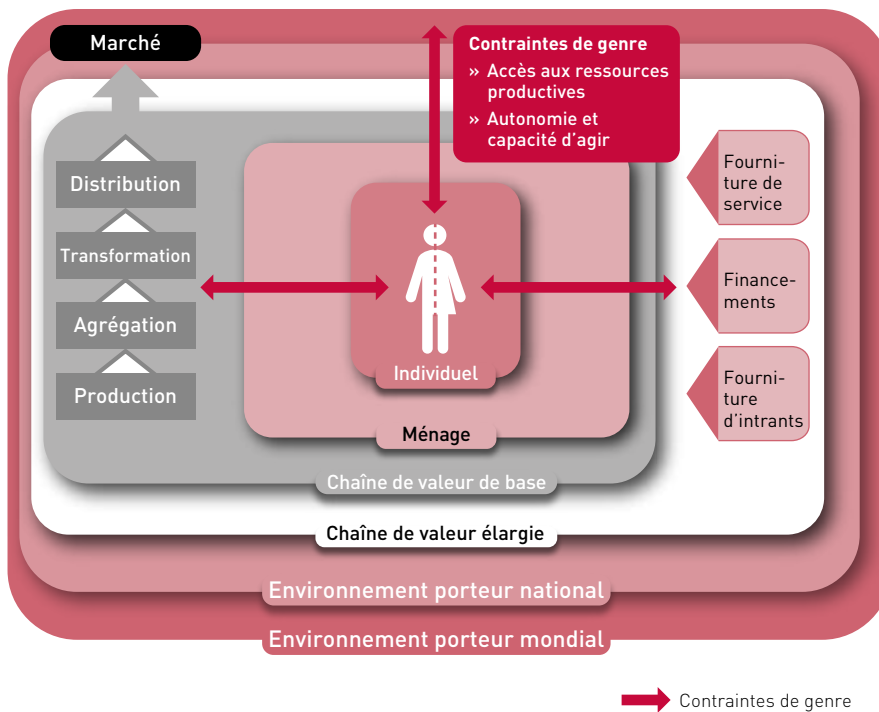 Marché
Contraintes de genre
» Accès aux ressources
productives
» Autonomie et
capacité d'agir
Distribution
Transformation
Agrégation
Production
Fourni-
ture de
service
Finance-
ments
Fourni-
ture
d'intrants
Individuel
Ménage
Chaîne de valeur de base
Chaîne de valeur élargie
Environnement porteur national
Environnement porteur mondial
Contraintes de genre